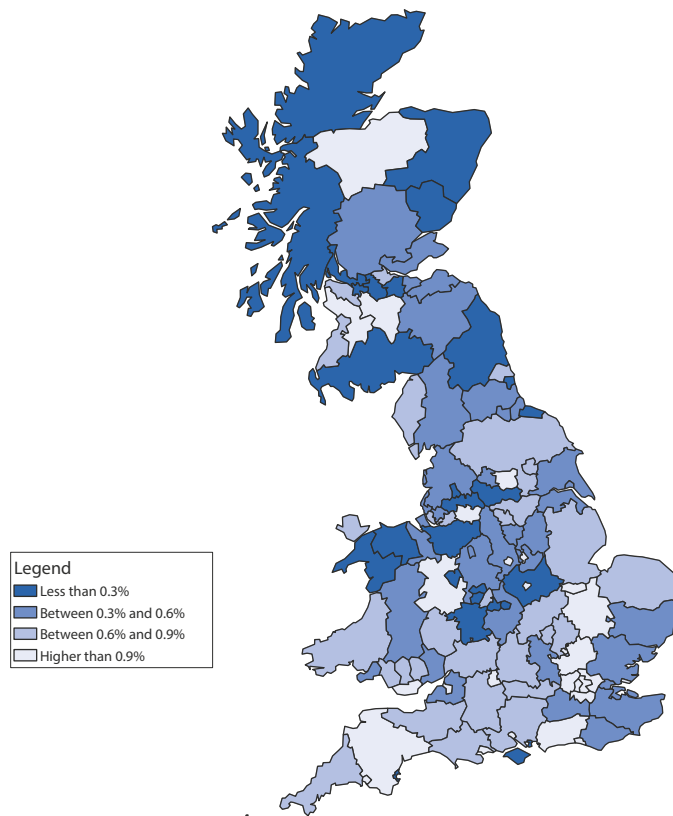 Legend
Less than 0.3%
Between 0.3% and 0.6%
Between 0.6% and 0.9%
Higher than 0.9%